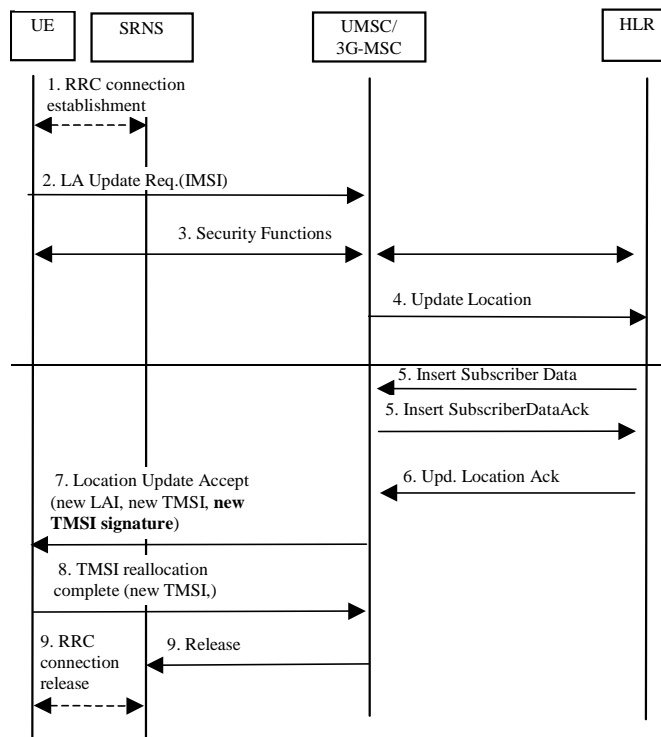 UE
SRNS
UMSC/
3G-MSC
HLR
1. RRC connection
establishment
2. LA Update Req.(IMSI)
3. Security Functions
4. Update Location
5. Insert Subscriber Data
5. Insert SubscriberDataAck
7. Location Update Accept
(new LAI, new TMSI, new
TMSI signature)
6. Upd. Location Ack
8. TMSI reallocation
complete (new TMSI,)
9. RRC
connection
release
9. Release